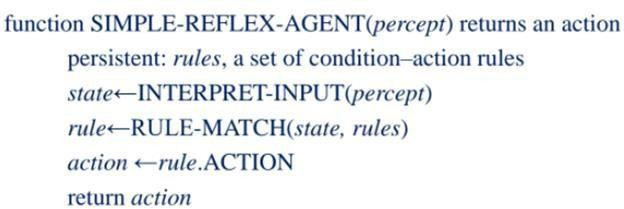 function SIMPLE-REFLEX-AGENT(percept) returns an action
persistent: rules, a set of condition–action rules
state←INTERPRET-INPUT(percept)
rule←RULE-MATCH(state, rules)
action ←rule.ACTION
return action